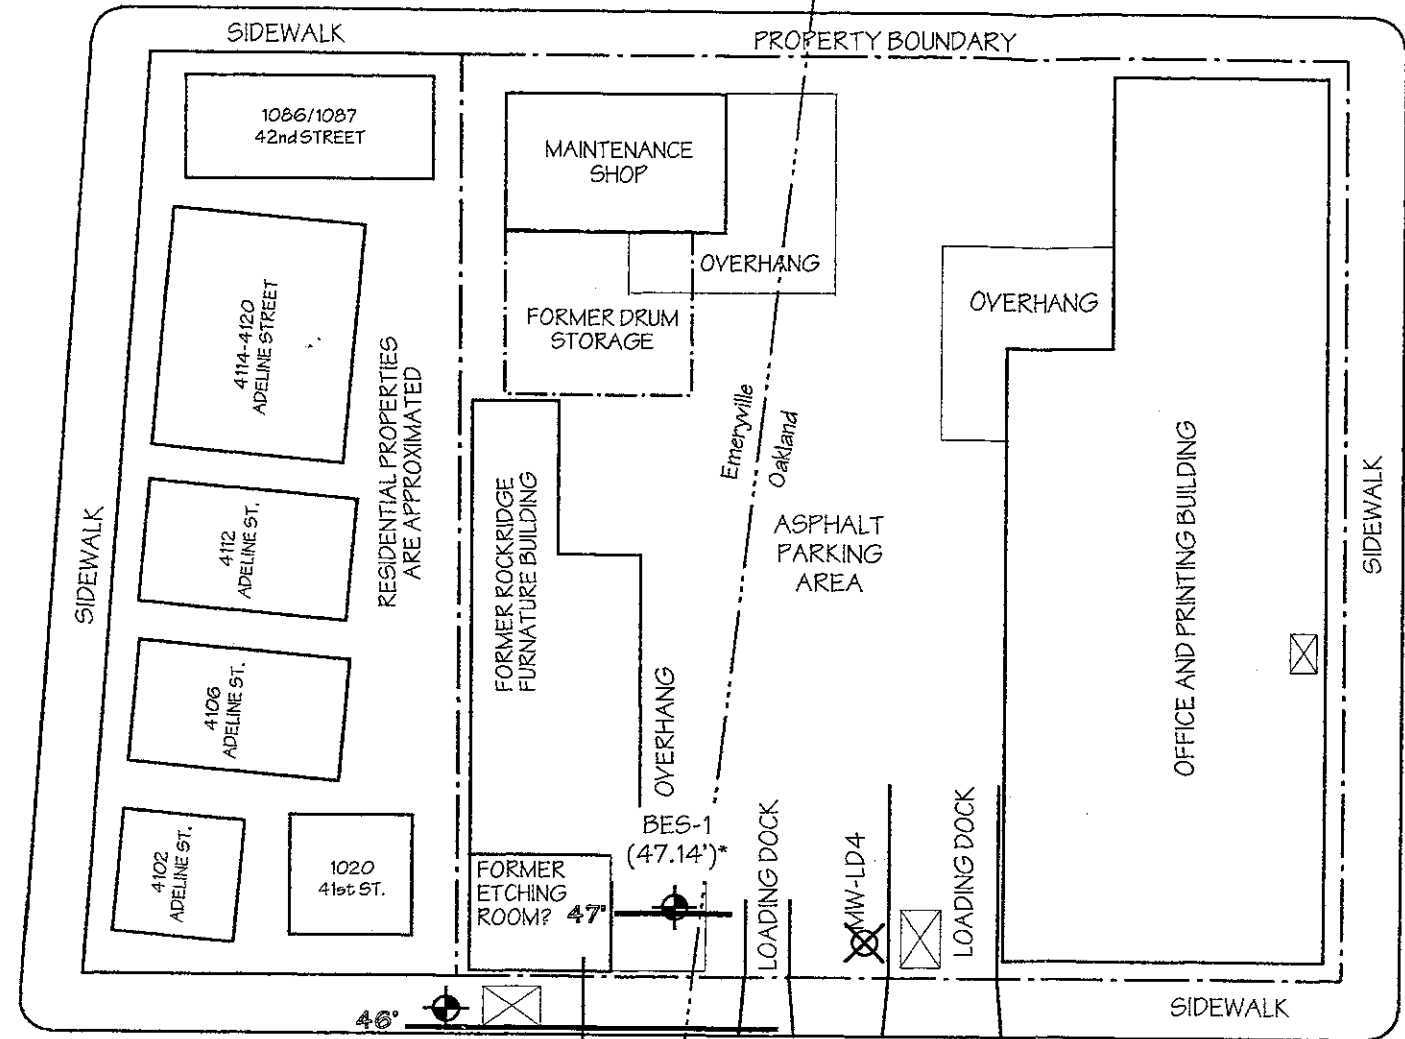 SIDEWALK
PROPERTY BOUNDARY
1086/1087
42nd STREET
MAINTENANCE
SHOP
OVERHANG
OVERHANG
FORMER DRUM
STORAGE
4114-4120
ADELINE STREET
RESIDENTIAL PROPERTIES
ARE APPROXIMATED
Emeryville
Oakland
SIDEWALK
4112
ADELINE ST.
FORMER ROCKRIDGE
FURNATURE BUILDING
ASPHALT
PARKING
AREA
OFFICE AND PRINTING BUILDING
SIDEWALK
4106
ADELINE ST.
OVERHANG
BES-1
(47.14')*
4102
ADELINE ST.
1020
41st ST.
FORMER
ETCHING
ROOM?
47'
LOADING DOCK
MW-LD4
LOADING DOCK
46'
SIDEWALK